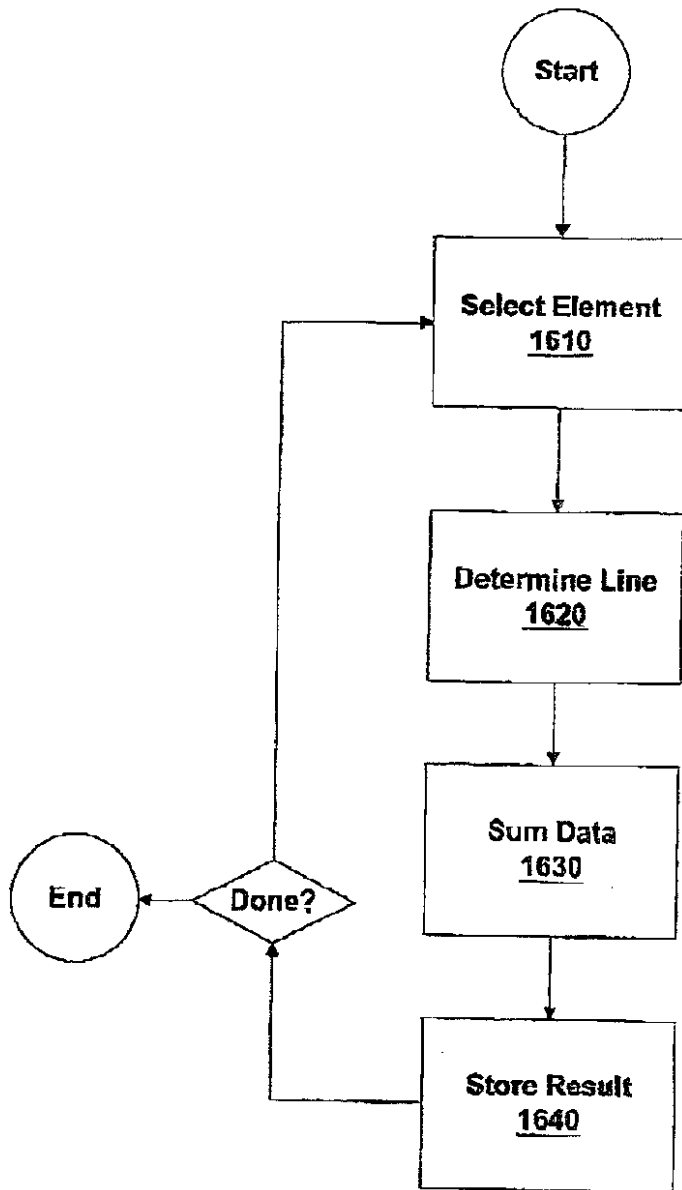 Start
Select Element
1610
Determine Line
1620
Sum Data
1630
End
Done?
Store Result
1640